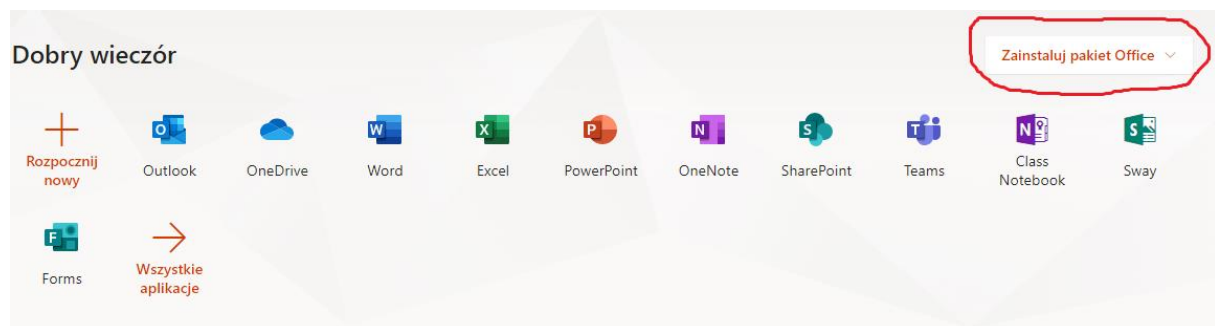 Dobry wieczór
Zainstaluj pakiet Office
Rozpocznij
nowy
Outlook
OneDrive
Word
Excel
PowerPoint
OneNote
SharePoint
Teams
Class
Notebook
Sway
Forms
Wszystkie
aplikacje